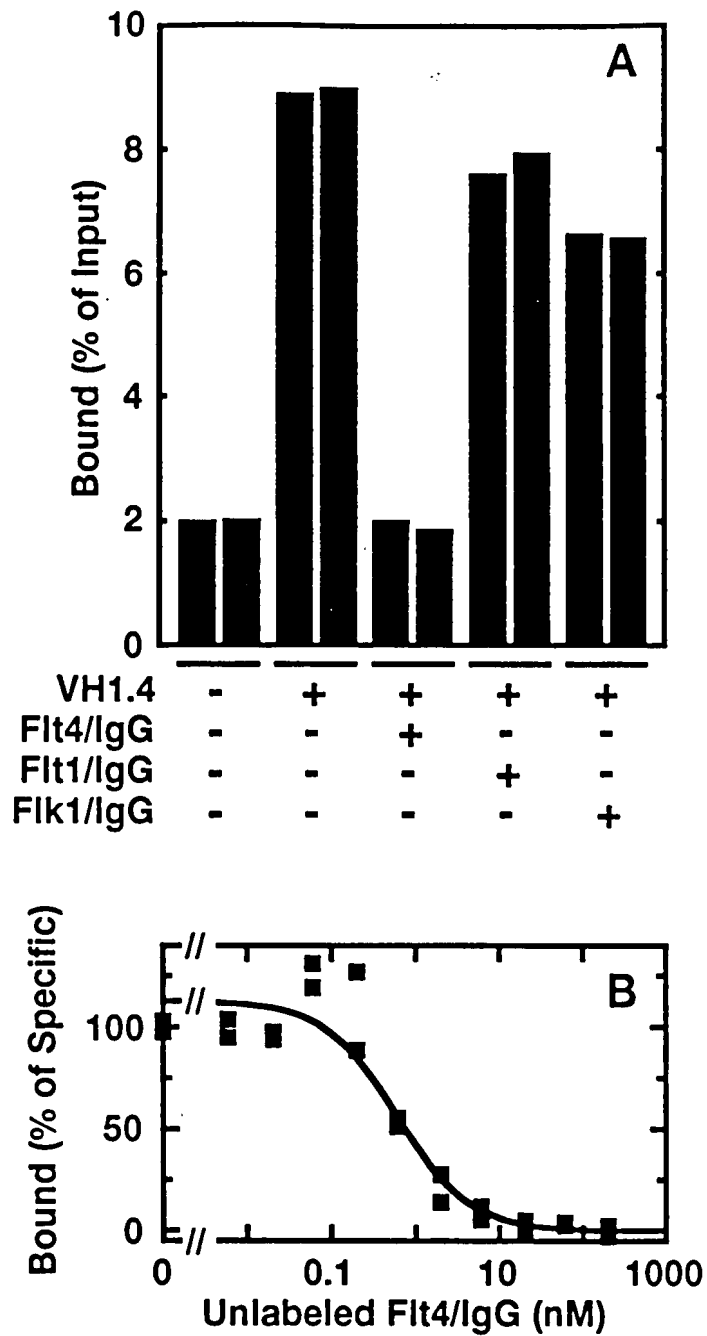 A
10
8
6
4
2
0
Bound (% of Input)
VH1.4 - + + + +
Flt4/IgG - - + - -
Flt1/IgG - - - + -
Flk1/IgG - - - - +
B
Bound (% of Specific)
100
50
0
// // //
0 0.1 10 1000
Unlabeled Flt4/IgG (nM)